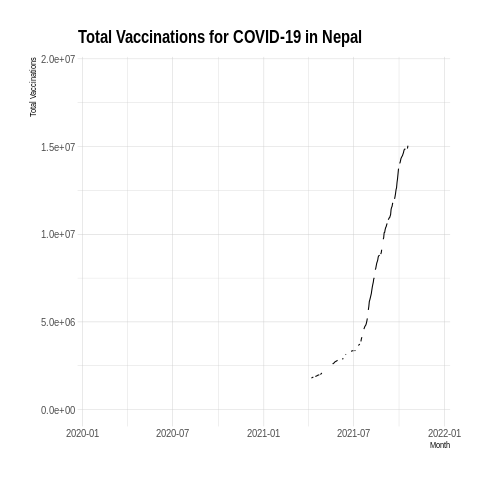 Total Vaccinations for COVID-19 in Nepal
Total Vaccinations
2.0e+07
1.5e+07
1.0e+07
5.0e+06
0.0e+00
2020-01 2020-07 2021-01 2021-07 2022-01
Month